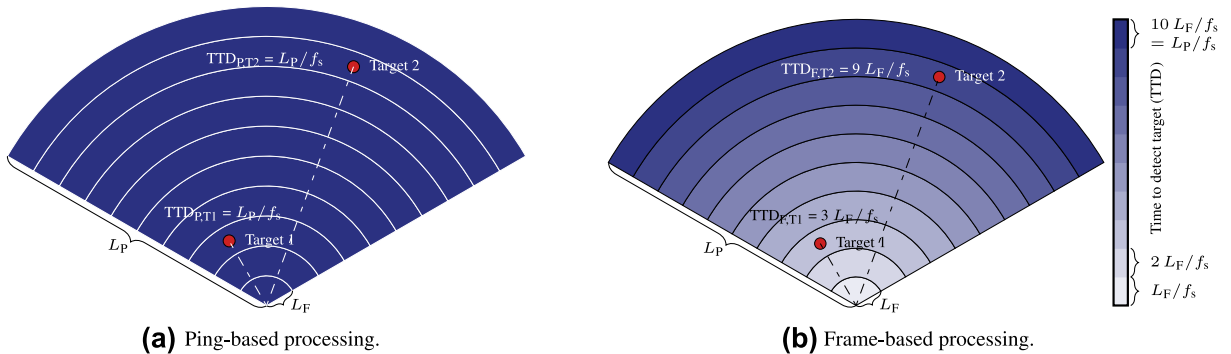 TTD_P,T2 = L_P/f_s
Target 2
TTD_P,T1 = L_P/f_s
Target 1
L_P
L_F
(a) Ping-based processing.
TTD_F,T2 = 9 L_F/f_s
Target 2
TTD_F,T1 = 3 L_F/f_s
Target 1
L_P
L_F
(b) Frame-based processing.
10 L_F/f_s
= L_P/f_s
Time to detect target (TTD)
2 L_F/f_s
L_F/f_s